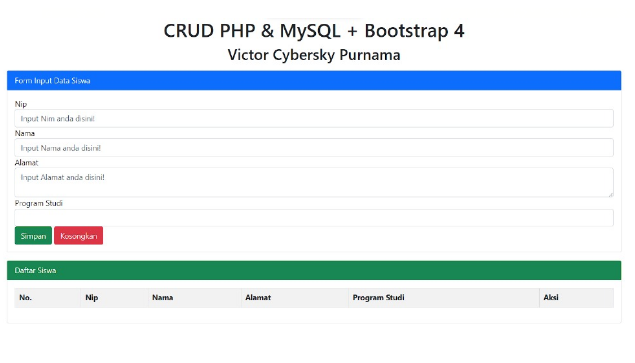 CRUD PHP & MySQL + Bootstrap 4
Victor Cybersky Purnama
Form Input Data Siswa
Nip
Input Nim anda disini!
Nama
Input Nama anda disini!
Alamat
Input Alamat anda disini!
Program Studi
Simpan Kosongkan
Daftar Siswa
No. Nip Nama Alamat Program Studi Aksi